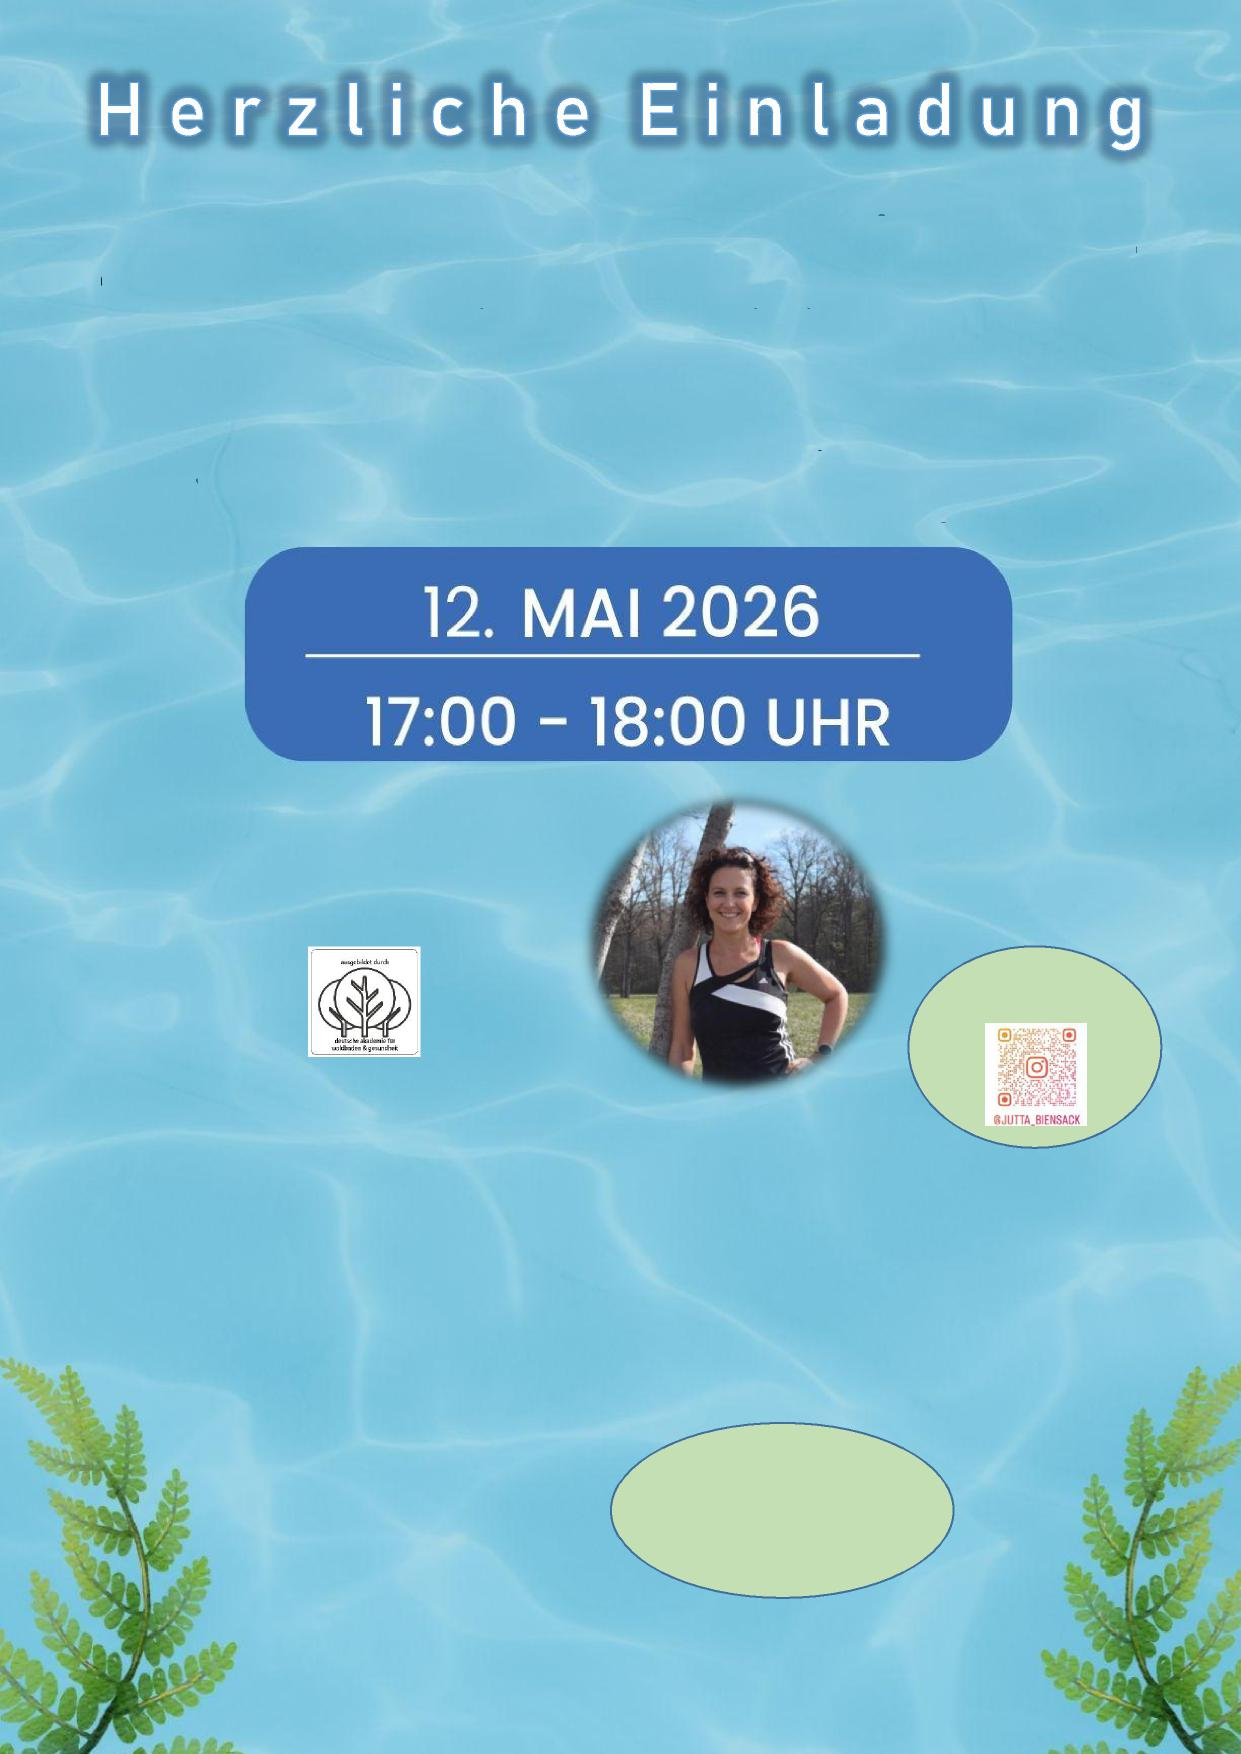 Herzliche Einladung
12. MAI 2026
17:00 - 18:00 UHR
ausgebildet durch
deutsche akademie für
waldbaden & gesundheit
@JUTTA_BIENSACK